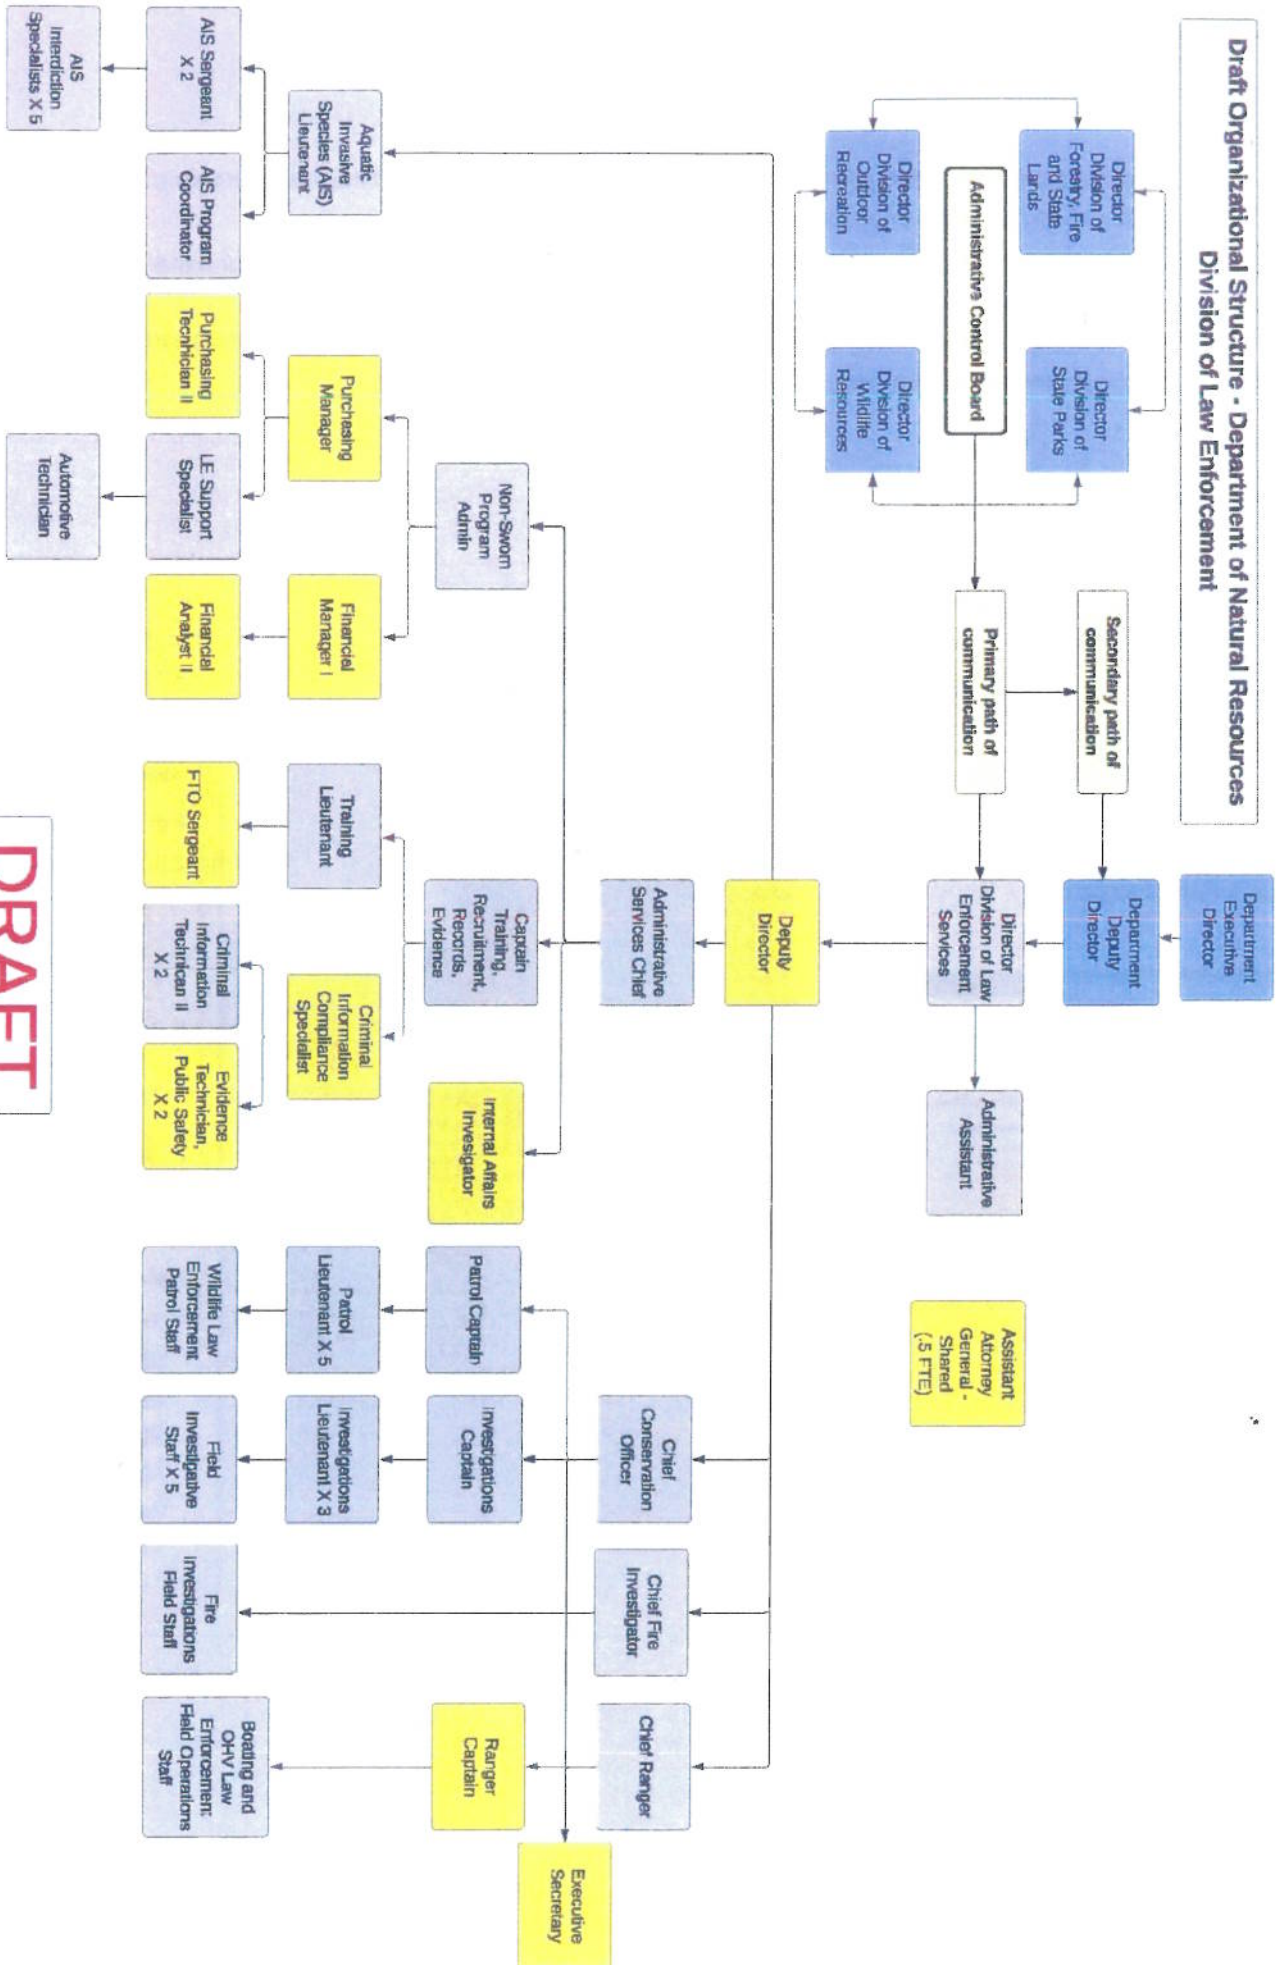 Draft Organizational Structure - Department of Natural Resources
Division of Law Enforcement
Department
Executive
Director
Department
Deputy
Director
Secondary path of
communication
Primary path of
communication
Director
Division of
Forestry, Fire
and State
Lands
Director
Division of
State Parks
Administrative Control Board
Director
Division of
Outdoor
Recreation
Director
Division of
Wildlife
Resources
Director
Division of Law
Enforcement
Services
Administrative
Assistant
Assistant
Attorney
General -
Shared
(.5 FTE)
Deputy
Director
Administrative
Services Chief
Chief
Conservation
Officer
Chief Fire
Investigator
Chief Ranger
Executive
Secretary
Non-Sworn
Program
Admin
Captain
Training,
Recruitment,
Records,
Evidence
Internal Affairs
Invesigator
Patrol Captain
Investigations
Captain
Ranger
Captain
Aquatic
Invasive
Species (AIS)
Lieutenant
Purchasing
Manager
Financial
Manager I
Training
Lieutenant
Criminal
Information
Compliance
Specialist
Patrol
Lieutenant X 5
Investigations
Lieutenant X 3
AIS Sergeant
X 2
AIS Program
Coordinator
Purchasing
Tecnhician II
LE Support
Specialist
Financial
Analyst II
FTO Sergeant
Criminal
Information
Technican II
X 2
Evidence
Technician,
Public Safety
X 2
Wildlife Law
Enforcement
Patrol Staff
Field
Investigative
Staff X 5
Fire
Investigations
Field Staff
Boating and
OHV Law
Enforcement
Field Operations
Staff
AIS
Interdiction
Specialists X 5
Automotive
Technician
DRAFT